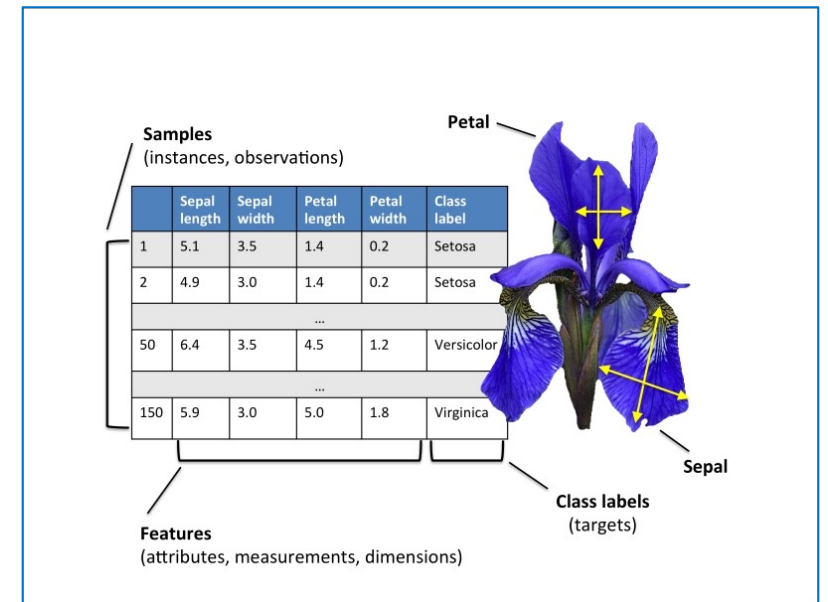 Samples
(instances, observations)
Petal
Sepal length Sepal width Petal length Petal width Class label
1 5.1 3.5 1.4 0.2 Setosa
2 4.9 3.0 1.4 0.2 Setosa
...
50 6.4 3.5 4.5 1.2 Versicolor
...
150 5.9 3.0 5.0 1.8 Virginica
Sepal
Class labels
(targets)
Features
(attributes, measurements, dimensions)